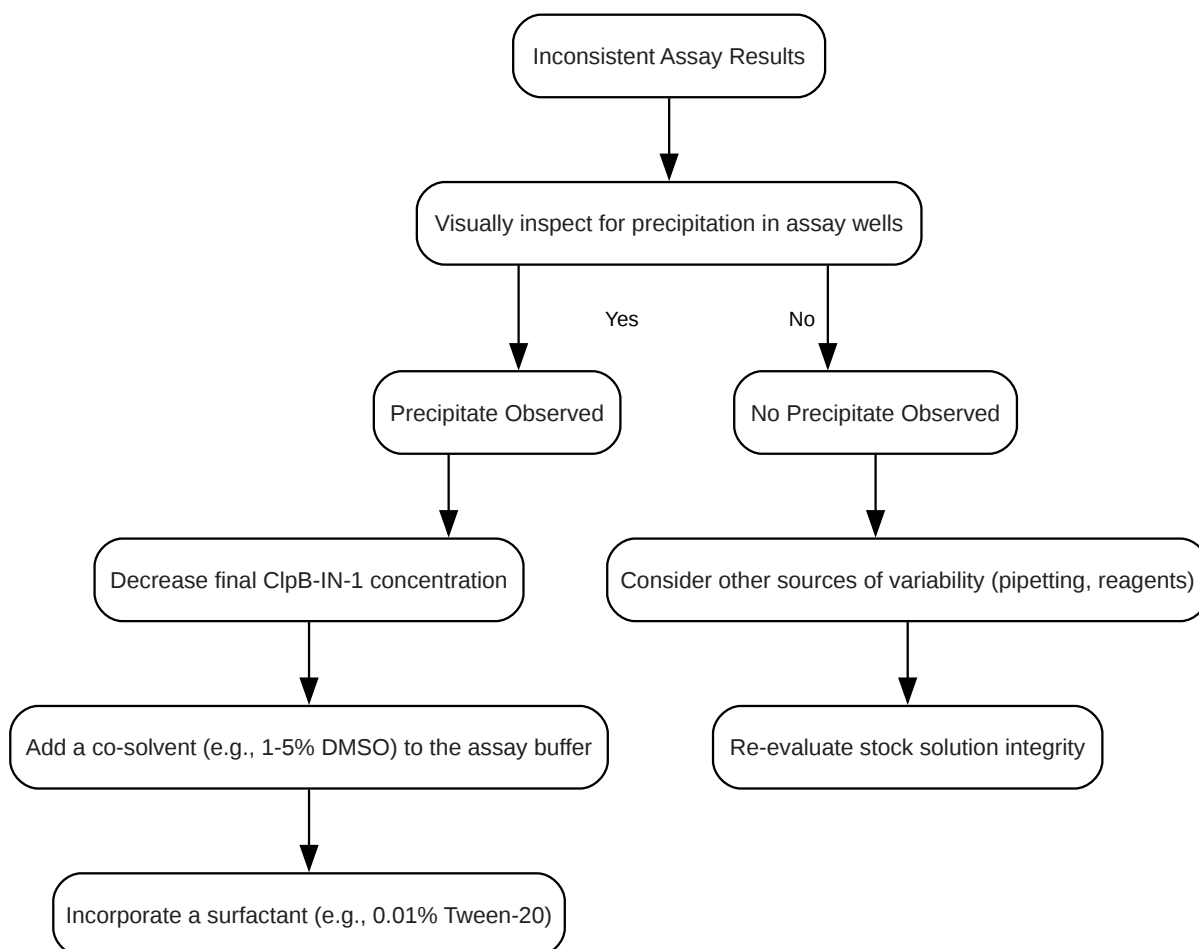 Inconsistent Assay Results
Visually inspect for precipitation in assay wells
Yes
No
Precipitate Observed
No Precipitate Observed
Decrease final ClpB-IN-1 concentration
Consider other sources of variability (pipetting, reagents)
Add a co-solvent (e.g., 1-5% DMSO) to the assay buffer
Re-evaluate stock solution integrity
Incorporate a surfactant (e.g., 0.01% Tween-20)